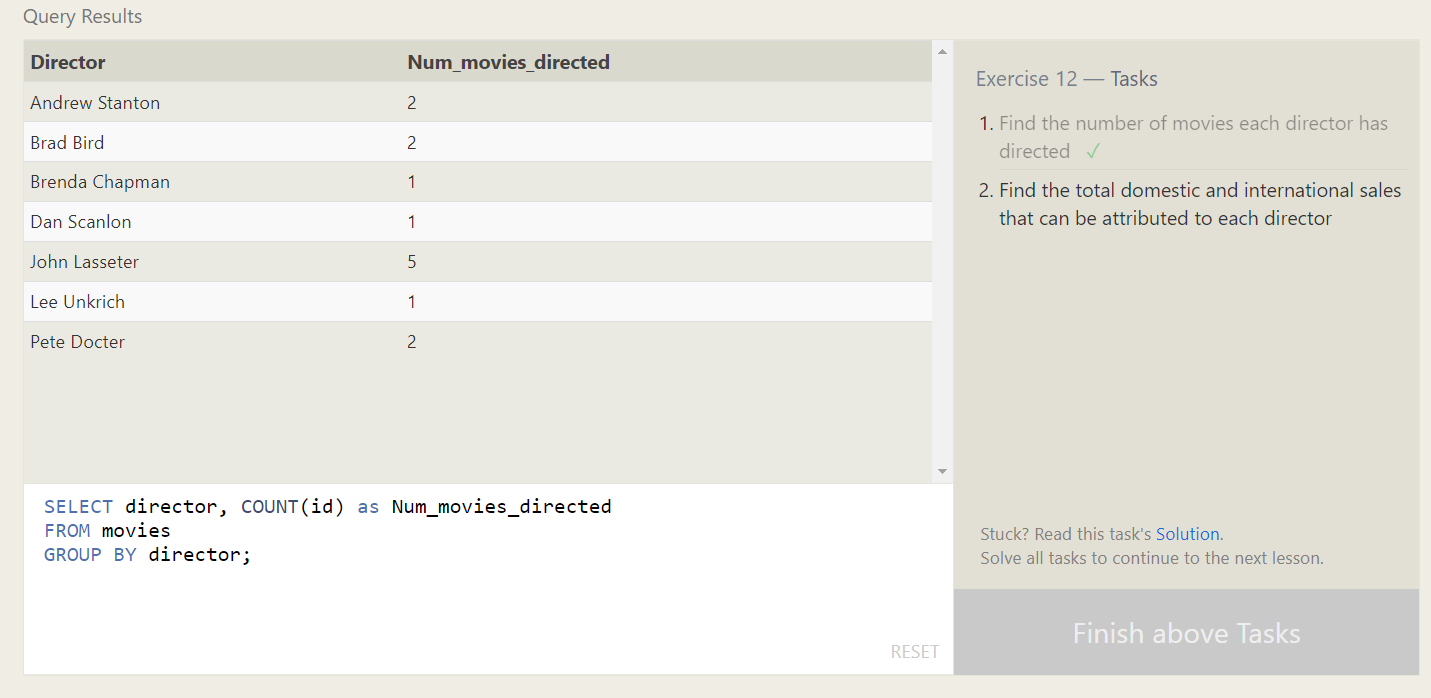 Query Results
Director Num_movies_directed
Andrew Stanton 2
Brad Bird 2
Brenda Chapman 1
Dan Scanlon 1
John Lasseter 5
Lee Unkrich 1
Pete Docter 2
SELECT director, COUNT(id) as Num_movies_directed
FROM movies
GROUP BY director;
RESET
Exercise 12 — Tasks
1. Find the number of movies each director has
directed ✓
2. Find the total domestic and international sales
that can be attributed to each director
Stuck? Read this task's Solution.
Solve all tasks to continue to the next lesson.
Finish above Tasks